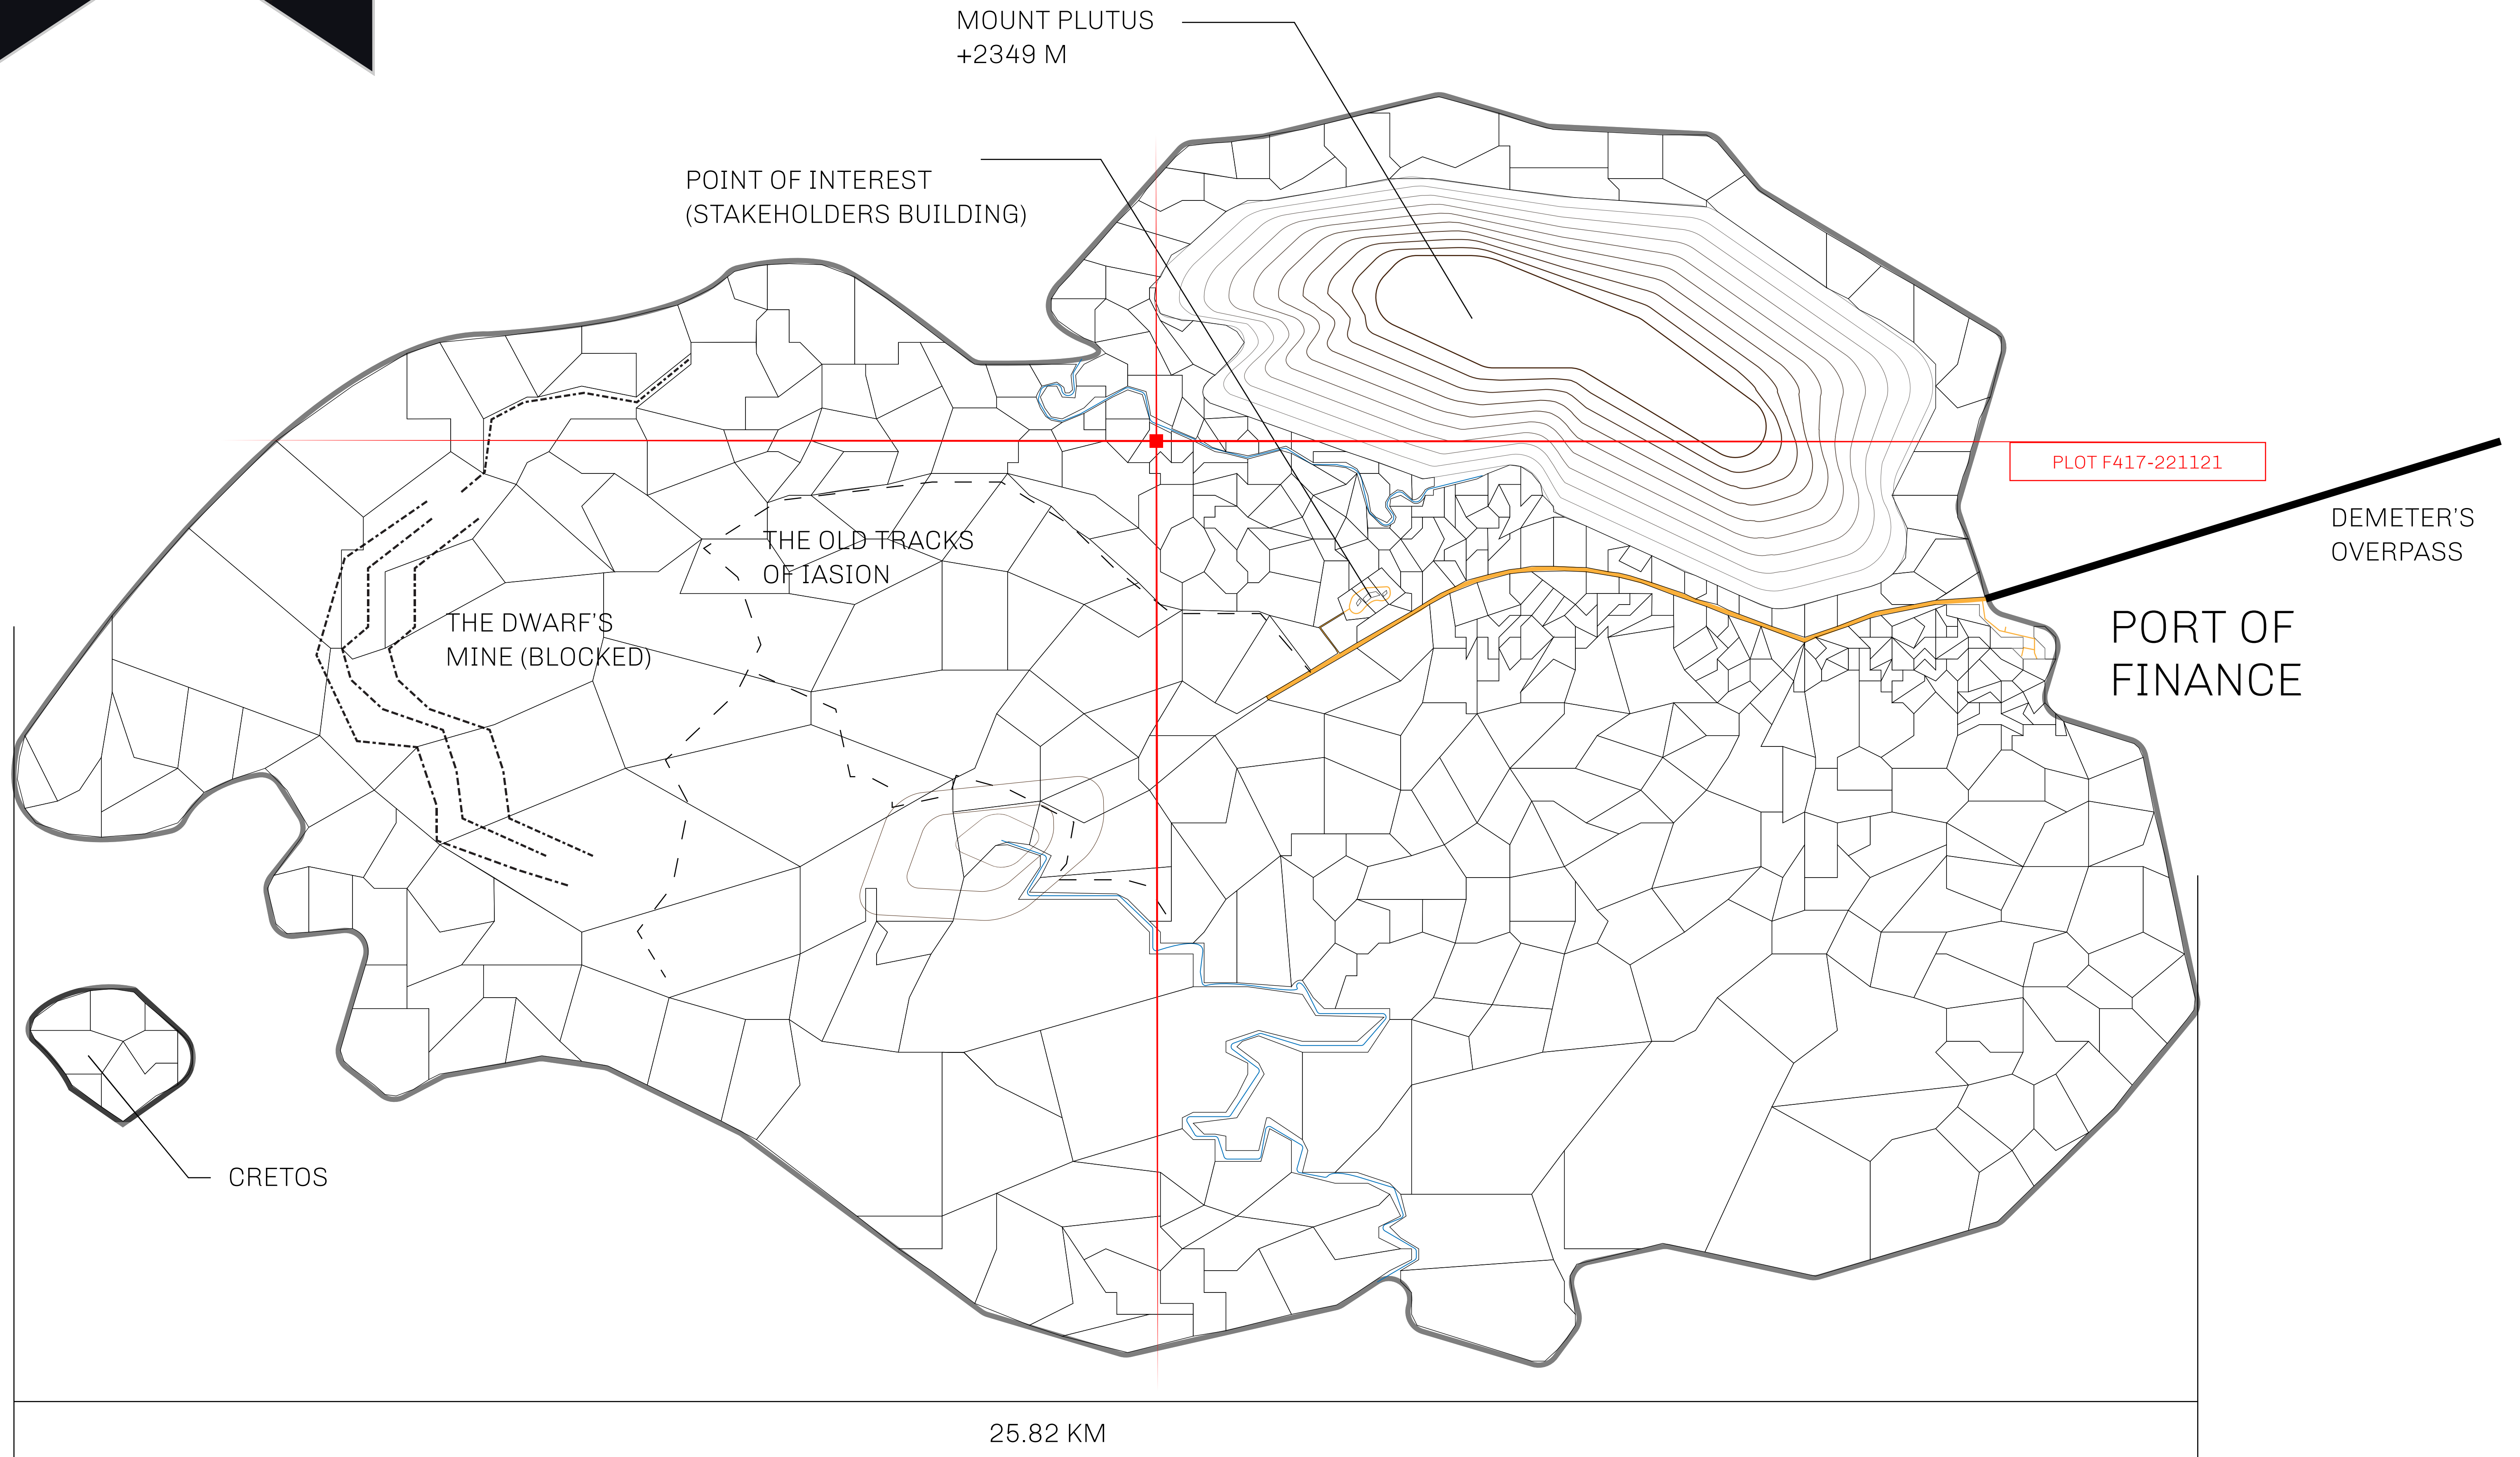 MOUNT PLUTUS
+2349 M
POINT OF INTEREST
(STAKEHOLDERS BUILDING)
PLOT F417-221121
DEMETER'S
OVERPASS
THE OLD TRACKS
OF IASION
THE DWARF'S
MINE (BLOCKED)
PORT OF
FINANCE
CRETOS
25.82 KM